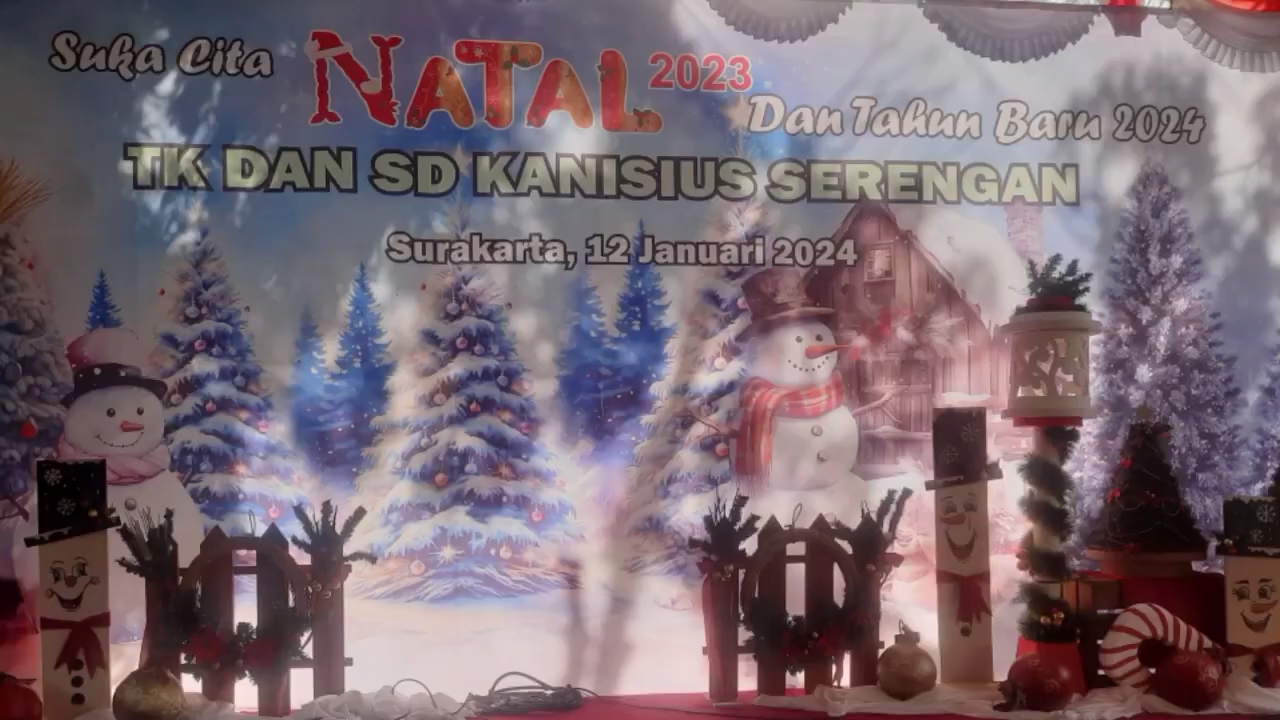 Suka Cita NATAL 2023
Dan Tahun Baru 2024
TK DAN SD KANISIUS SERENGAN
Surakarta, 12 Januari 2024